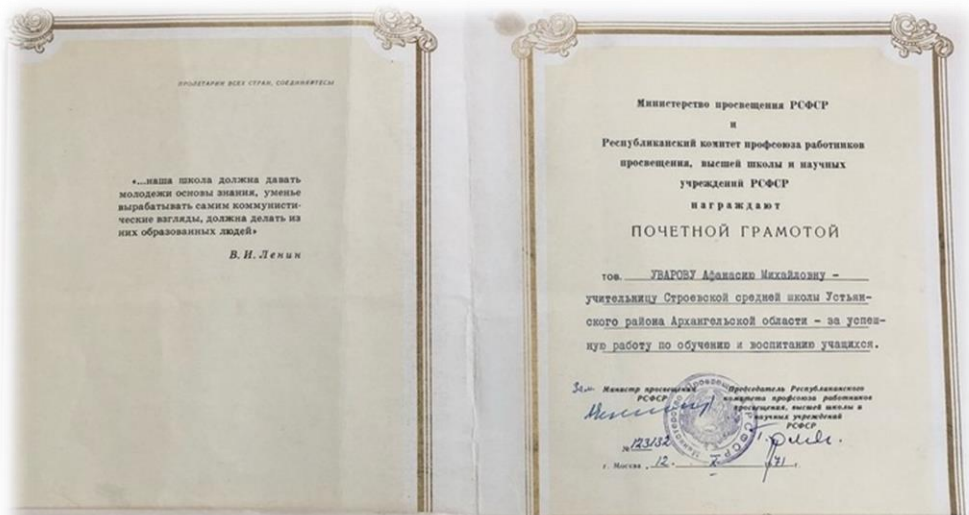 ПРОЛЕТАРИИ ВСЕХ СТРАН, СОЕДИНЯЙТЕСЬ!
«...наша школа должна давать
молодежи основы знания, уменье
вырабатывать самим коммунисти-
ческие взгляды, должна делать из
них образованных людей»
В. И. Ленин
Министерство просвещения РСФСР
и
Республиканский комитет профсоюза работников
просвещения, высшей школы и научных
учреждений РСФСР
награждают
ПОЧЕТНОЙ ГРАМОТОЙ
тов. УВАРОВУ Афанасию Михайловну -
учительницу Строевской средней школы Устьян-
ского района Архангельской области - за успеш-
ную работу по обучению и воспитанию учащихся.
Зам. Министр просвещения
РСФСР
Председатель Республиканского
комитета профсоюза работников
просвещения, высшей школы и
научных учреждений
РСФСР
№ 123132
г. Москва 12. X 71